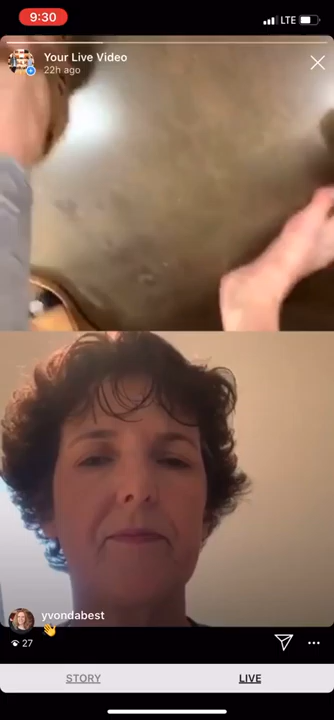 9:30
LTE
Your Live Video
22h ago
yvondabest
👋
27
STORY
LIVE